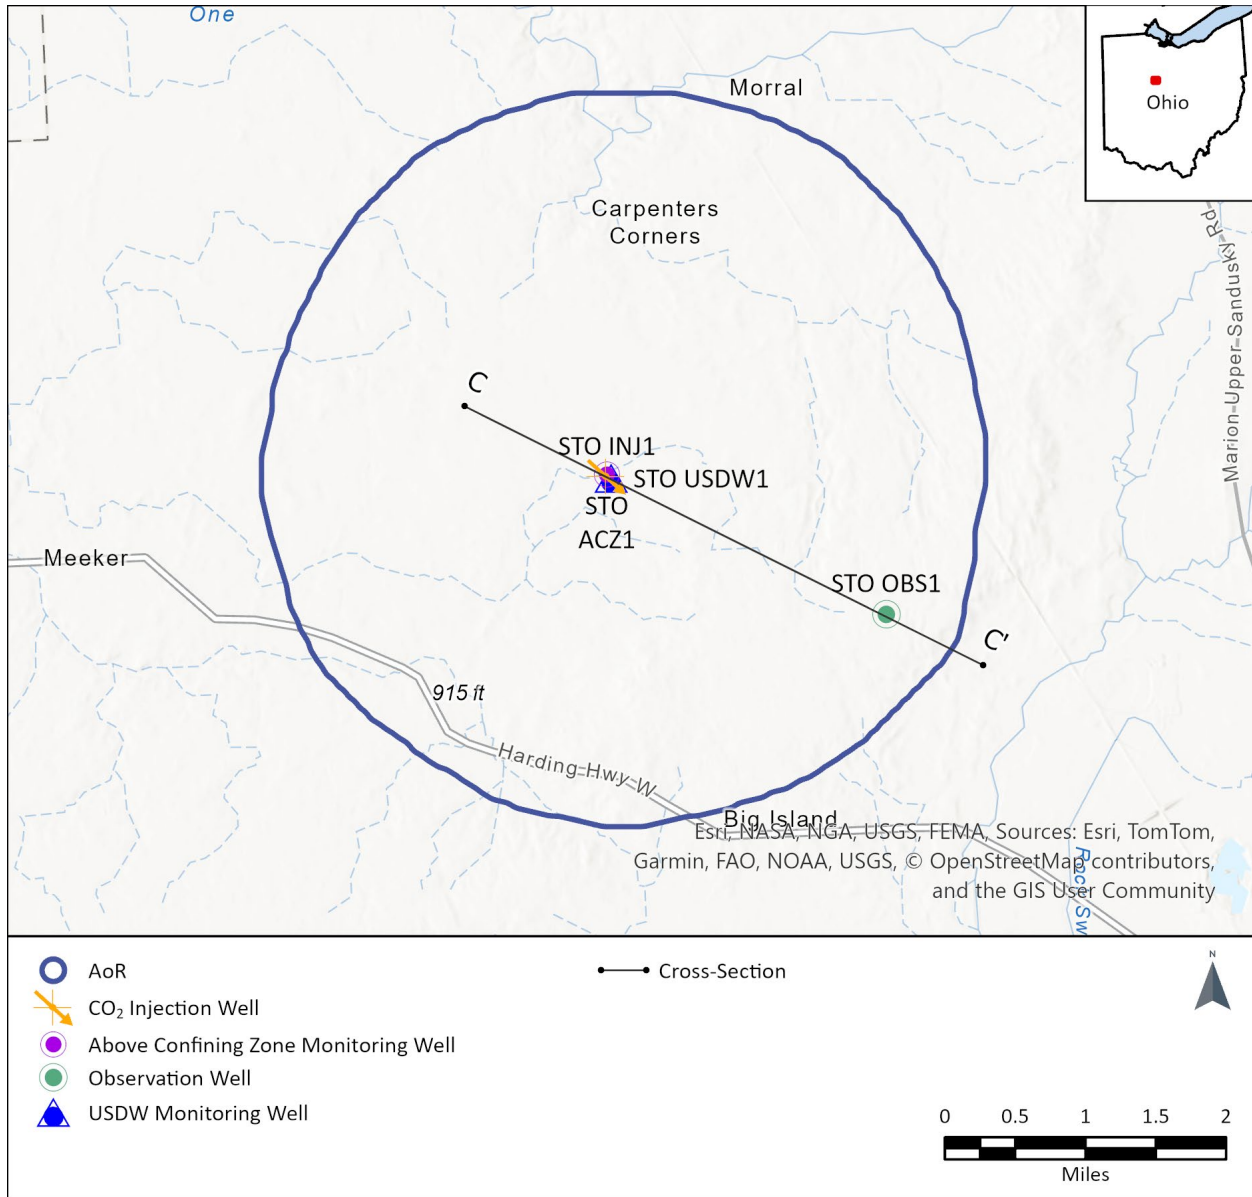 One
Morral
Ohio
Carpenters
Corners
Marion-Upper-Sandusky Rd
C
STO INJ1
STO USDW1
STO
ACZ1
Meeker
STO OBS1
C'
915 ft
Harding Hwy W
Big Island
Esri, NASA, NGA, USGS, FEMA, Sources: Esri, TomTom,
Garmin, FAO, NOAA, USGS, © OpenStreetMap contributors,
and the GIS User Community
Rock Sw
AoR
Cross-Section
N
CO₂ Injection Well
Above Confining Zone Monitoring Well
Observation Well
USDW Monitoring Well
0 0.5 1 1.5 2
Miles